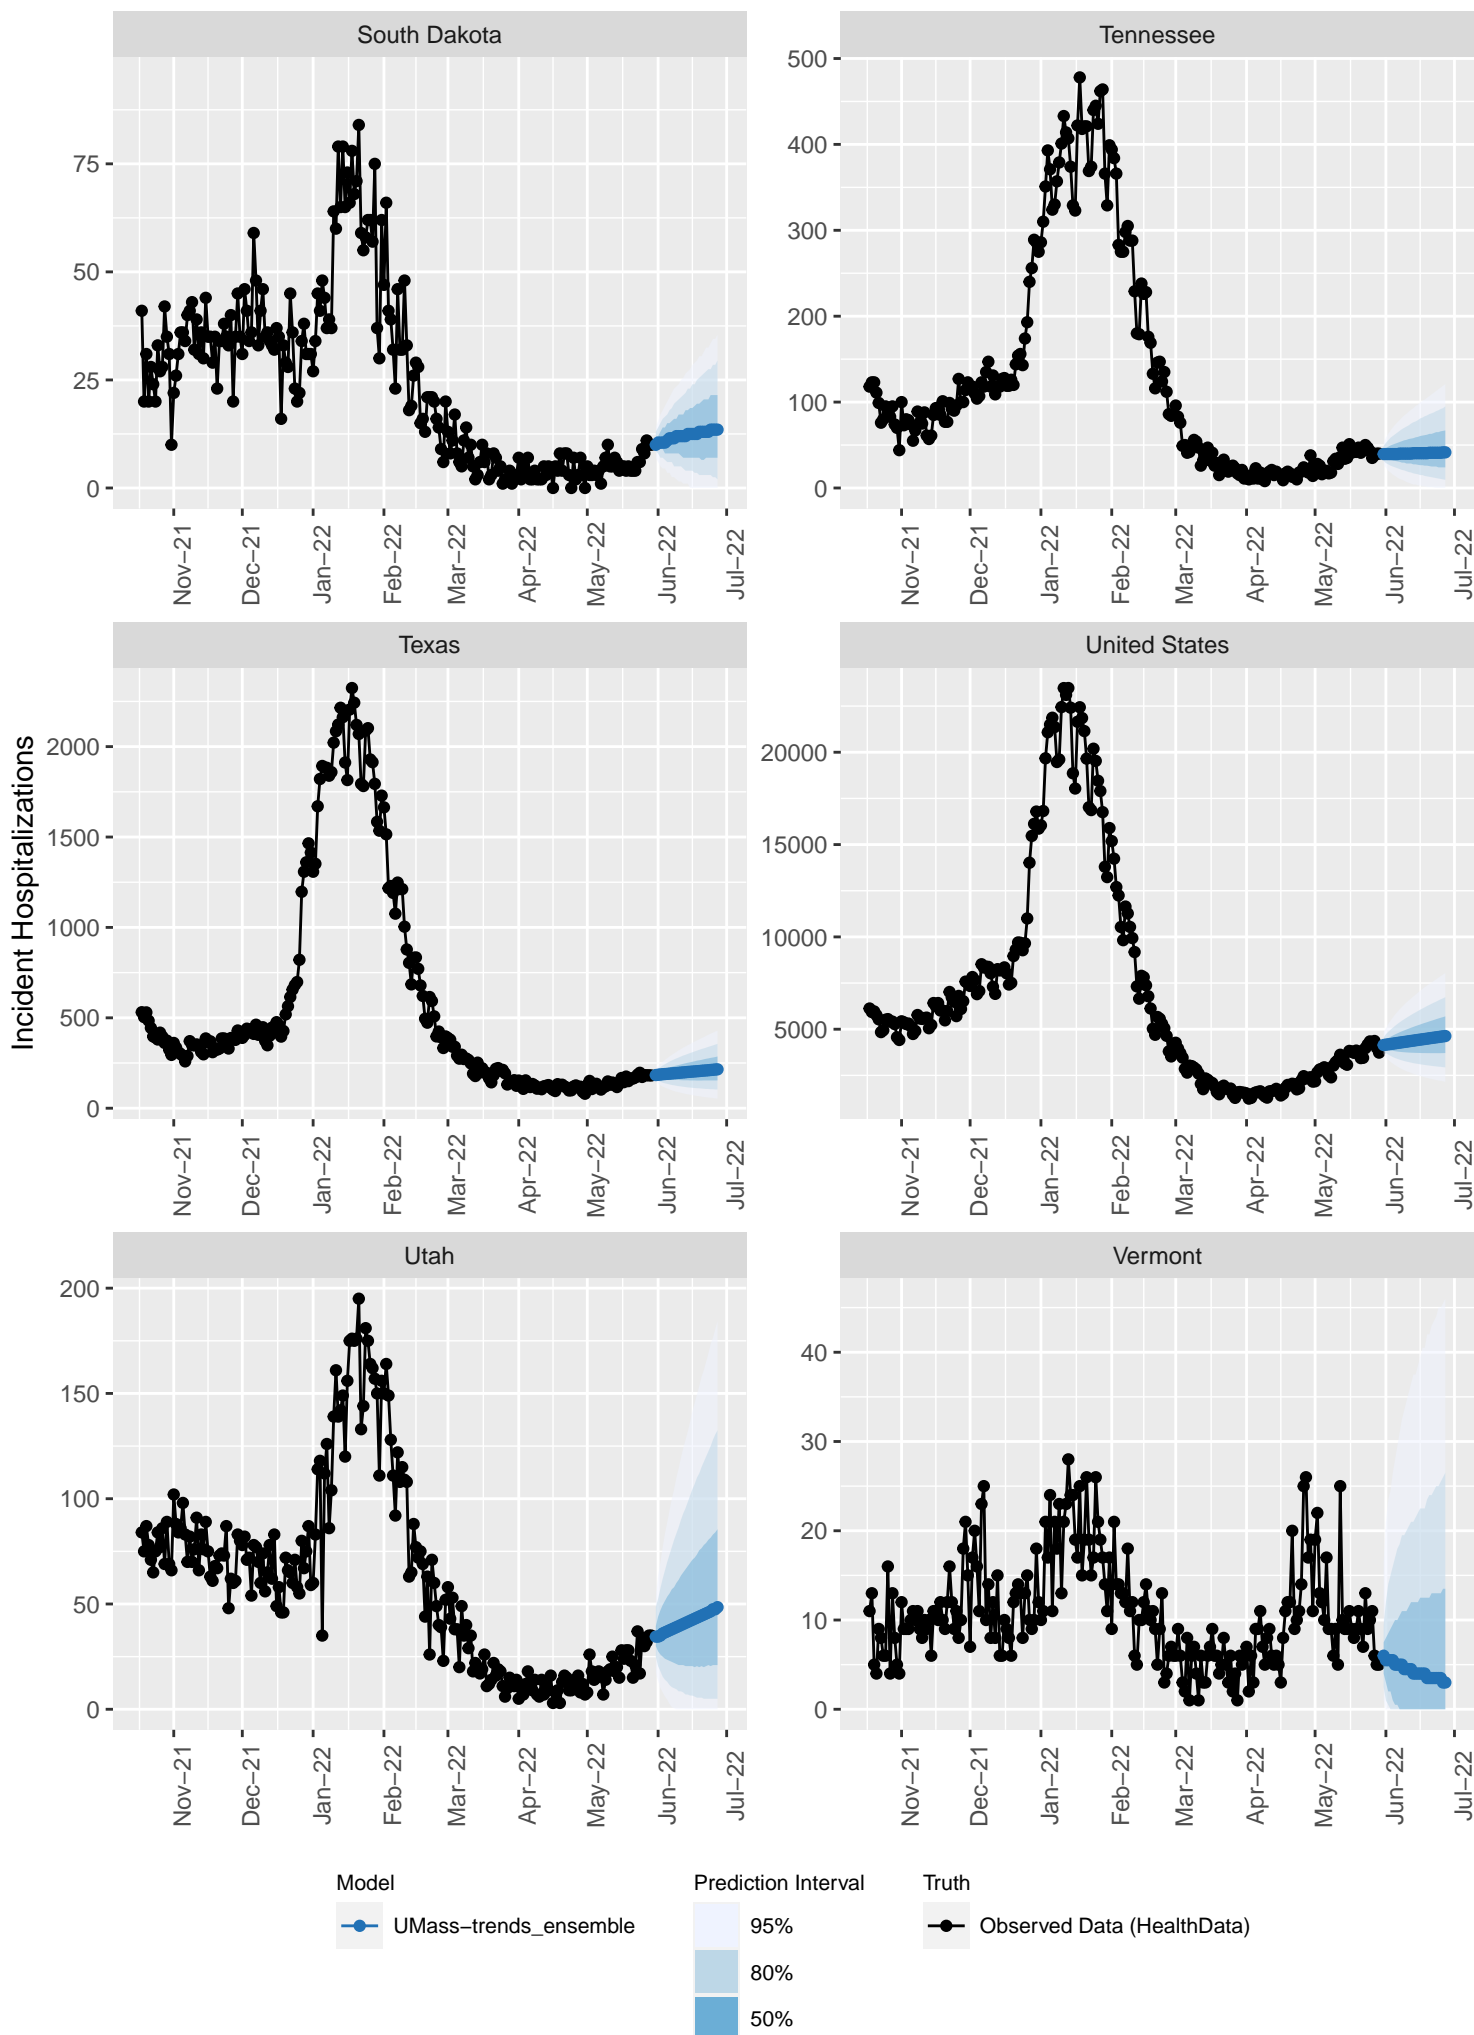 South Dakota
Tennessee
75
50
25
0
500
400
300
200
100
0
Nov−21
Dec−21
Jan−22
Feb−22
Mar−22
Apr−22
May−22
Jun−22
Jul−22
Nov−21
Dec−21
Jan−22
Feb−22
Mar−22
Apr−22
May−22
Jun−22
Jul−22
Incident Hospitalizations
Texas
United States
2000
1500
1000
500
0
20000
15000
10000
5000
Nov−21
Dec−21
Jan−22
Feb−22
Mar−22
Apr−22
May−22
Jun−22
Jul−22
Nov−21
Dec−21
Jan−22
Feb−22
Mar−22
Apr−22
May−22
Jun−22
Jul−22
Utah
Vermont
200
150
100
50
0
40
30
20
10
0
Nov−21
Dec−21
Jan−22
Feb−22
Mar−22
Apr−22
May−22
Jun−22
Jul−22
Nov−21
Dec−21
Jan−22
Feb−22
Mar−22
Apr−22
May−22
Jun−22
Jul−22
Model
UMass−trends_ensemble
Prediction Interval
95%
80%
50%
Truth
Observed Data (HealthData)